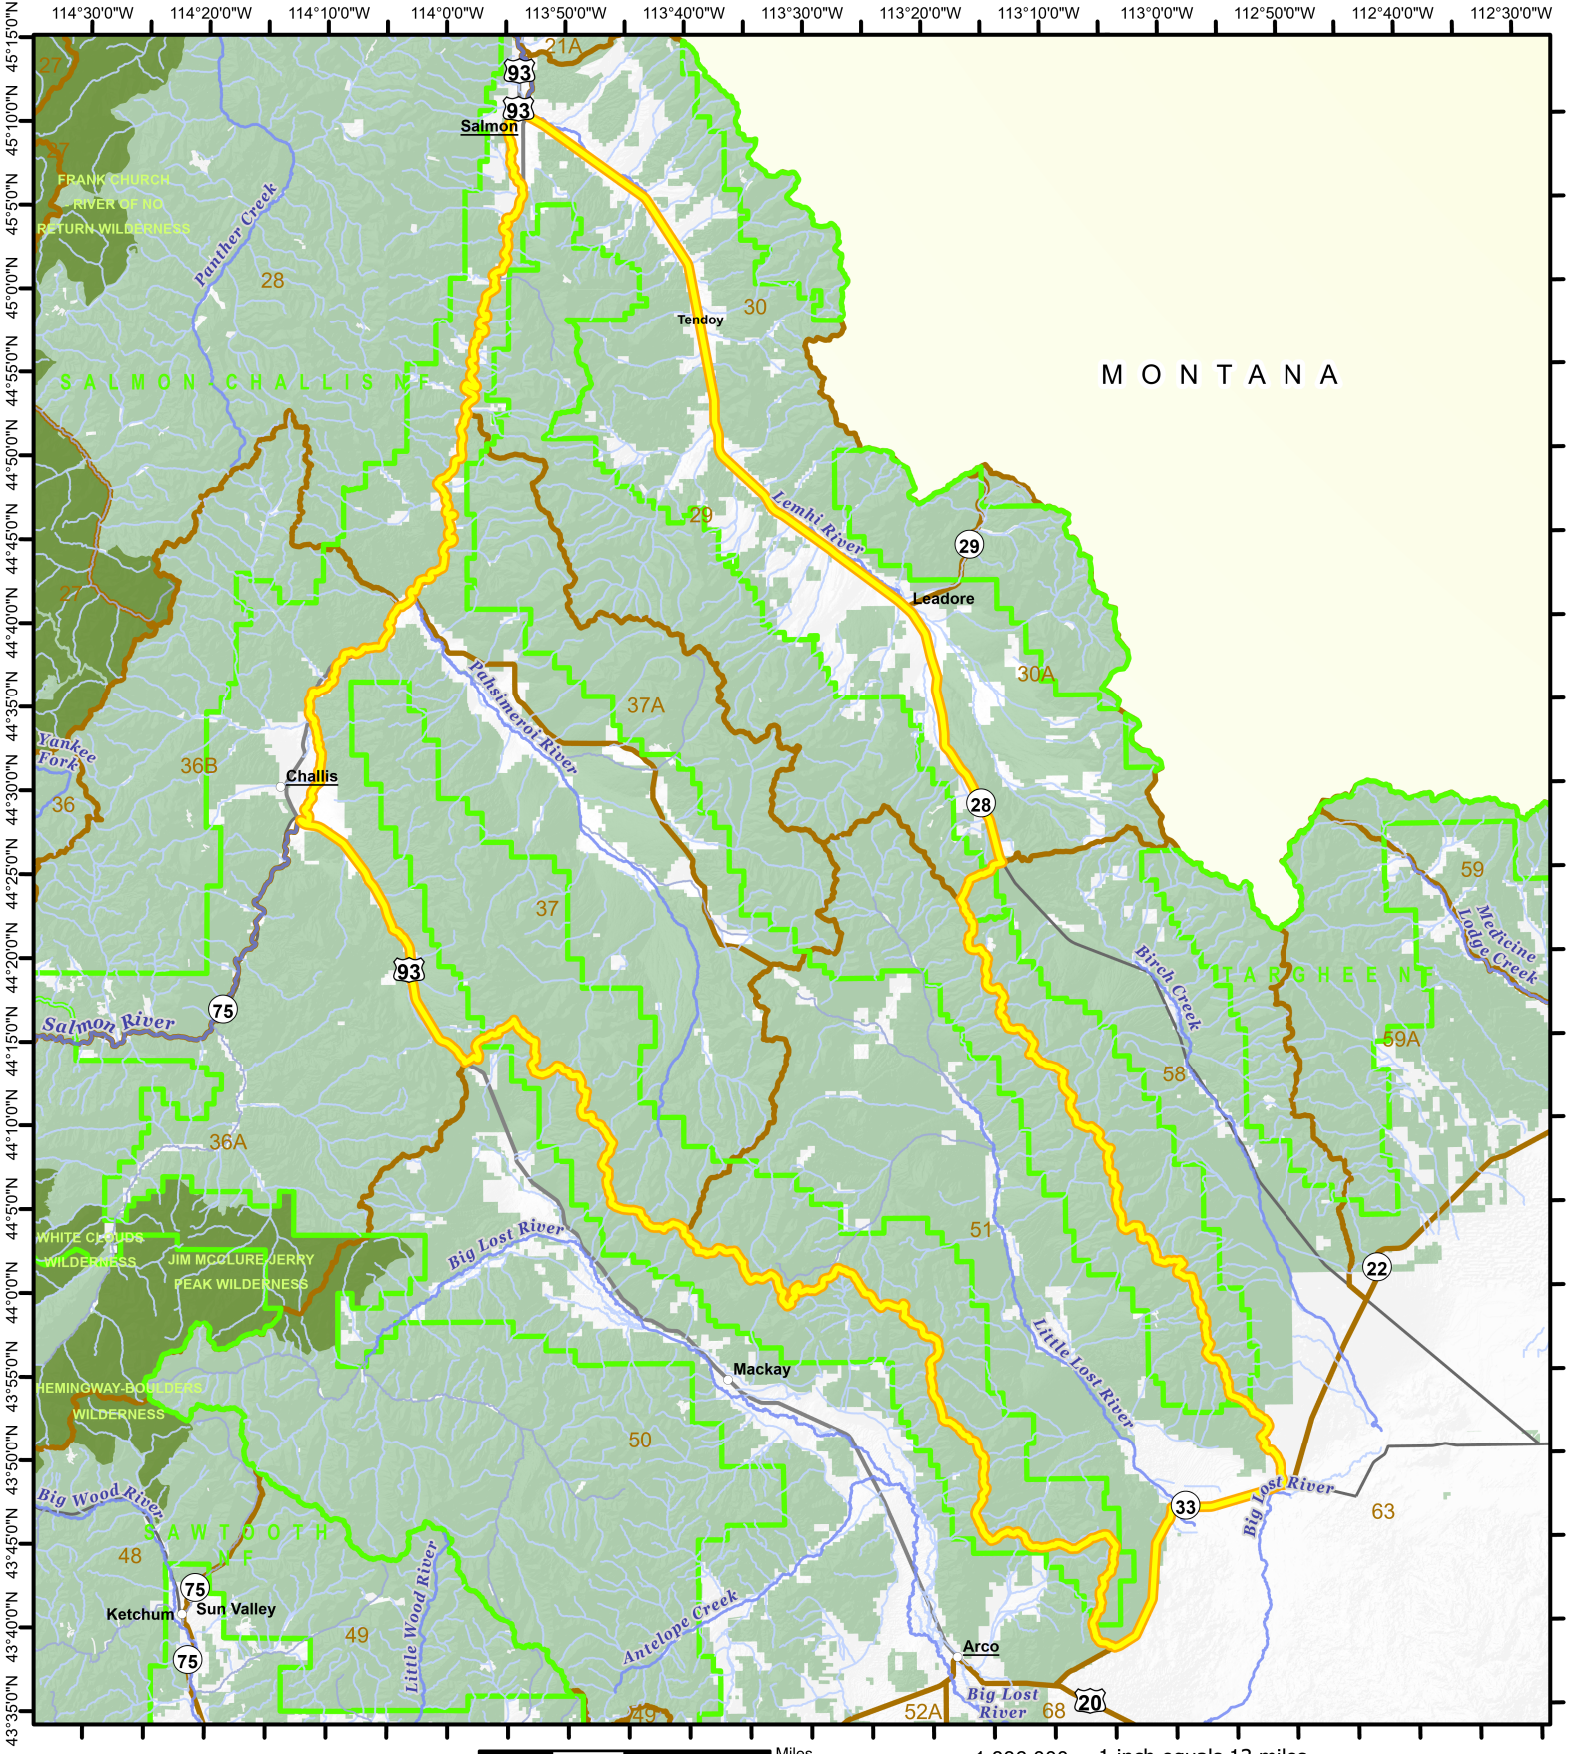 114°30'0"W 114°20'0"W 114°10'0"W 114°0'0"W 113°50'0"W 113°40'0"W 113°30'0"W 113°20'0"W 113°10'0"W 113°0'0"W 112°50'0"W 112°40'0"W 112°30'0"W
45°15'0"N
45°10'0"N
45°5'0"N
45°0'0"N
44°55'0"N
44°50'0"N
44°45'0"N
44°40'0"N
44°35'0"N
44°30'0"N
44°25'0"N
44°20'0"N
44°15'0"N
44°10'0"N
44°5'0"N
44°0'0"N
43°55'0"N
43°50'0"N
43°45'0"N
43°40'0"N
43°35'0"N
27
21A
93
93
Salmon
27
FRANK CHURCH
RIVER OF NO
RETURN WILDERNESS
Panther Creek
28
30
Tendoy
SALMON-CHALLIS NF
MONTANA
29
Lemhi River
29
Leadore
27
30A
Pahsimeroi River
37A
Yankee
Fork
36B
Challis
36
28
59
37
Medicine
Lodge Creek
93
Birch Creek
TARGHEE NF
75
Salmon River
59A
58
36A
51
WHITE CLOUDS
WILDERNESS
JIM MCCLURE-JERRY
PEAK WILDERNESS
Big Lost River
22
Little Lost River
Mackay
HEMINGWAY-BOULDERS
WILDERNESS
50
Big Wood River
33
Big Lost River
63
SAWTOOTH
NF
48
75
Ketchum
Sun Valley
Little Wood River
Antelope Creek
49
75
Arco
Big Lost
River
20
49
52A
68
Miles
1 inch equals 13 miles